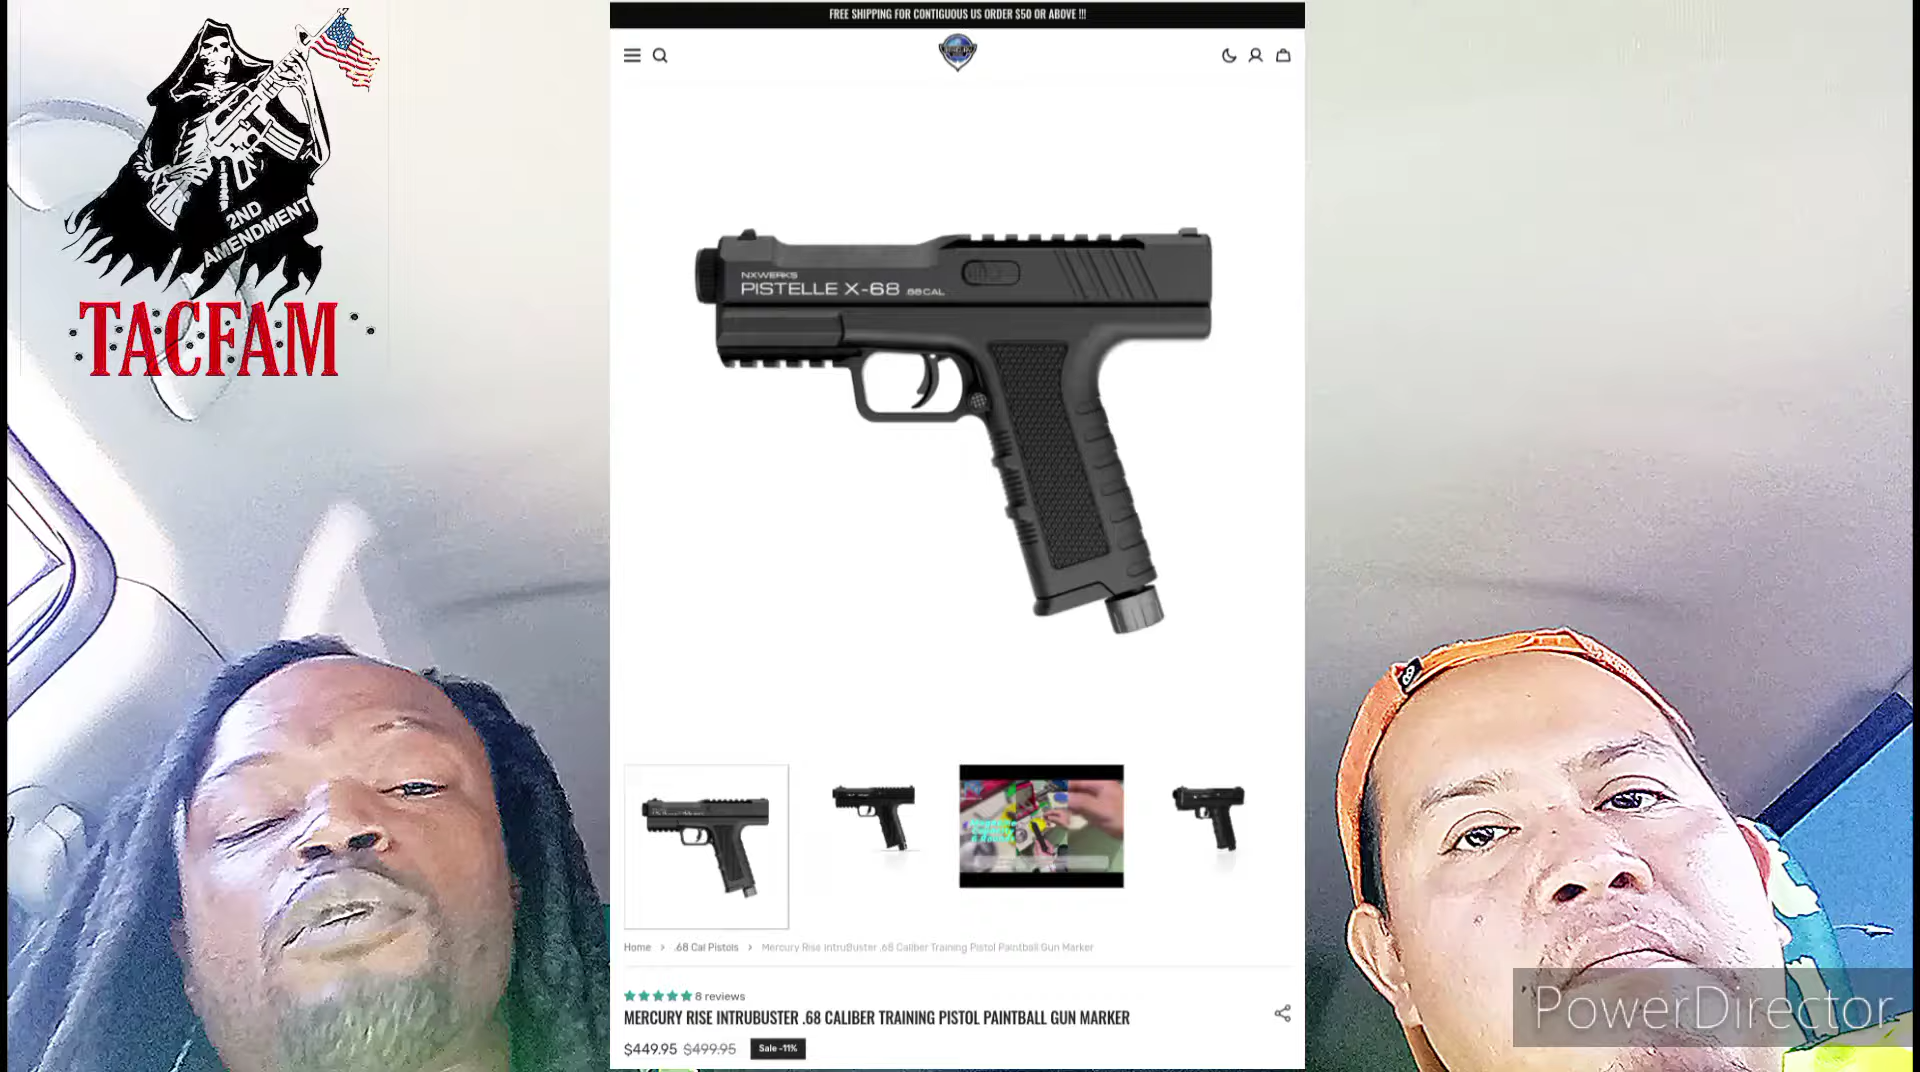 FREE SHIPPING FOR CONTIGUOUS US ORDER $50 OR ABOVE !!!
2ND
AMENDMENT
TACFAM
NXWERKS
PISTELLE X-68 .68 CAL
Home > .68 Cal Pistols > Mercury Rise IntruBuster .68 Caliber Training Pistol Paintball Gun Marker
8 reviews
MERCURY RISE INTRUBUSTER .68 CALIBER TRAINING PISTOL PAINTBALL GUN MARKER
$449.95 $499.95 Sale -11%
PowerDirector